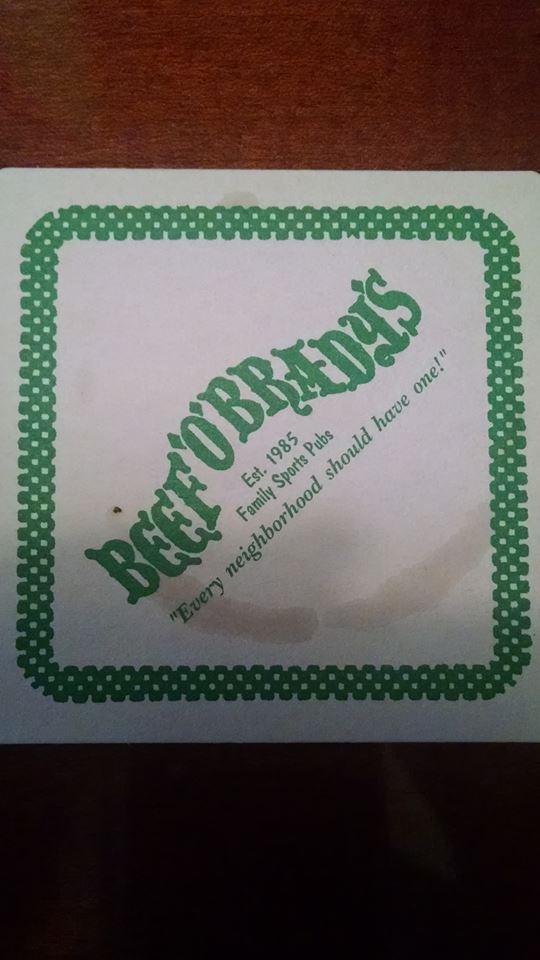 BEEF 'O' BRADY'S
Est. 1985
Family Sports Pubs
"Every neighborhood should have one!"